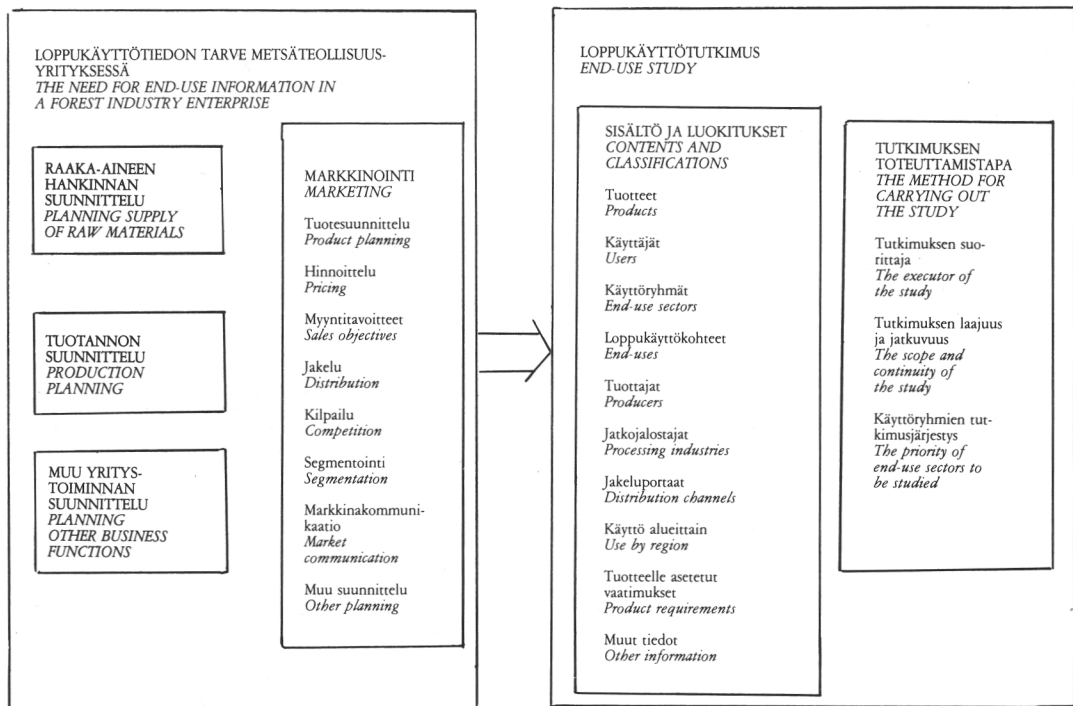 LOPPUKÄYTTÖTIEDON TARVE METSÄTEOLLISUUS-
YRITYKSESSÄ
THE NEED FOR END-USE INFORMATION IN
A FOREST INDUSTRY ENTERPRISE
RAAKA-AINEEN
HANKINNAN
SUUNNITTELU
PLANNING SUPPLY
OF RAW MATERIALS
TUOTANNON
SUUNNITTELU
PRODUCTION
PLANNING
MUU YRITYS-
TOIMINNAN
SUUNNITTELU
PLANNING
OTHER BUSINESS
FUNCTIONS
MARKKINOINTI
MARKETING
Tuotesuunnittelu
Product planning
Hinnoittelu
Pricing
Myyntitavoitteet
Sales objectives
Jakelu
Distribution
Kilpailu
Competition
Segmentointi
Segmentation
Markkinakommuni-
kaatio
Market
communication
Muu suunnittelu
Other planning
LOPPUKÄYTTÖTUTKIMUS
END-USE STUDY
SISÄLTÖ JA LUOKITUKSET
CONTENTS AND
CLASSIFICATIONS
Tuotteet
Products
Käyttäjät
Users
Käyttöryhmät
End-use sectors
Loppukäyttökohteet
End-uses
Tuottajat
Producers
Jatkojalostajat
Processing industries
Jakeluportaat
Distribution channels
Käyttö alueittain
Use by region
Tuotteelle asetetut
vaatimukset
Product requirements
Muut tiedot
Other information
TUTKIMUKSEN
TOTEUTTAMISTAPA
THE METHOD FOR
CARRYING OUT
THE STUDY
Tutkimuksen suo-
rittaja
The executor of
the study
Tutkimuksen laajuus
ja jatkuvuus
The scope and
continuity of
the study
Käyttöryhmien tut-
kimusjärjestys
The priority of
end-use sectors to
be studied